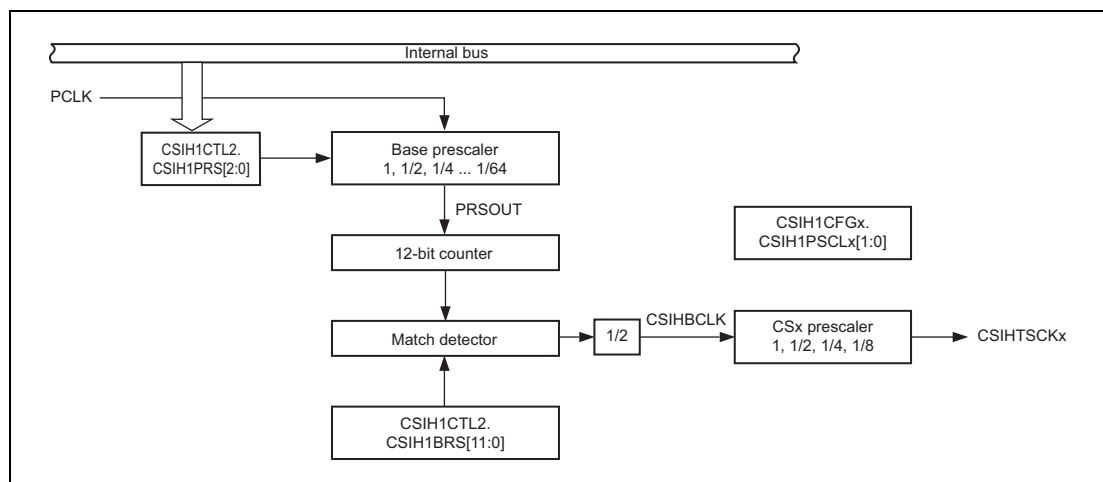 Internal bus
PCLK
CSIH1CTL2.
CSIH1PRS[2:0]
Base prescaler
1, 1/2, 1/4 ... 1/64
PRSOUT
CSIH1CFGx.
CSIH1PSCLx[1:0]
12-bit counter
Match detector
1/2
CSIHBCLK
CSx prescaler
1, 1/2, 1/4, 1/8
CSIHTSCKx
CSIH1CTL2.
CSIH1BRS[11:0]